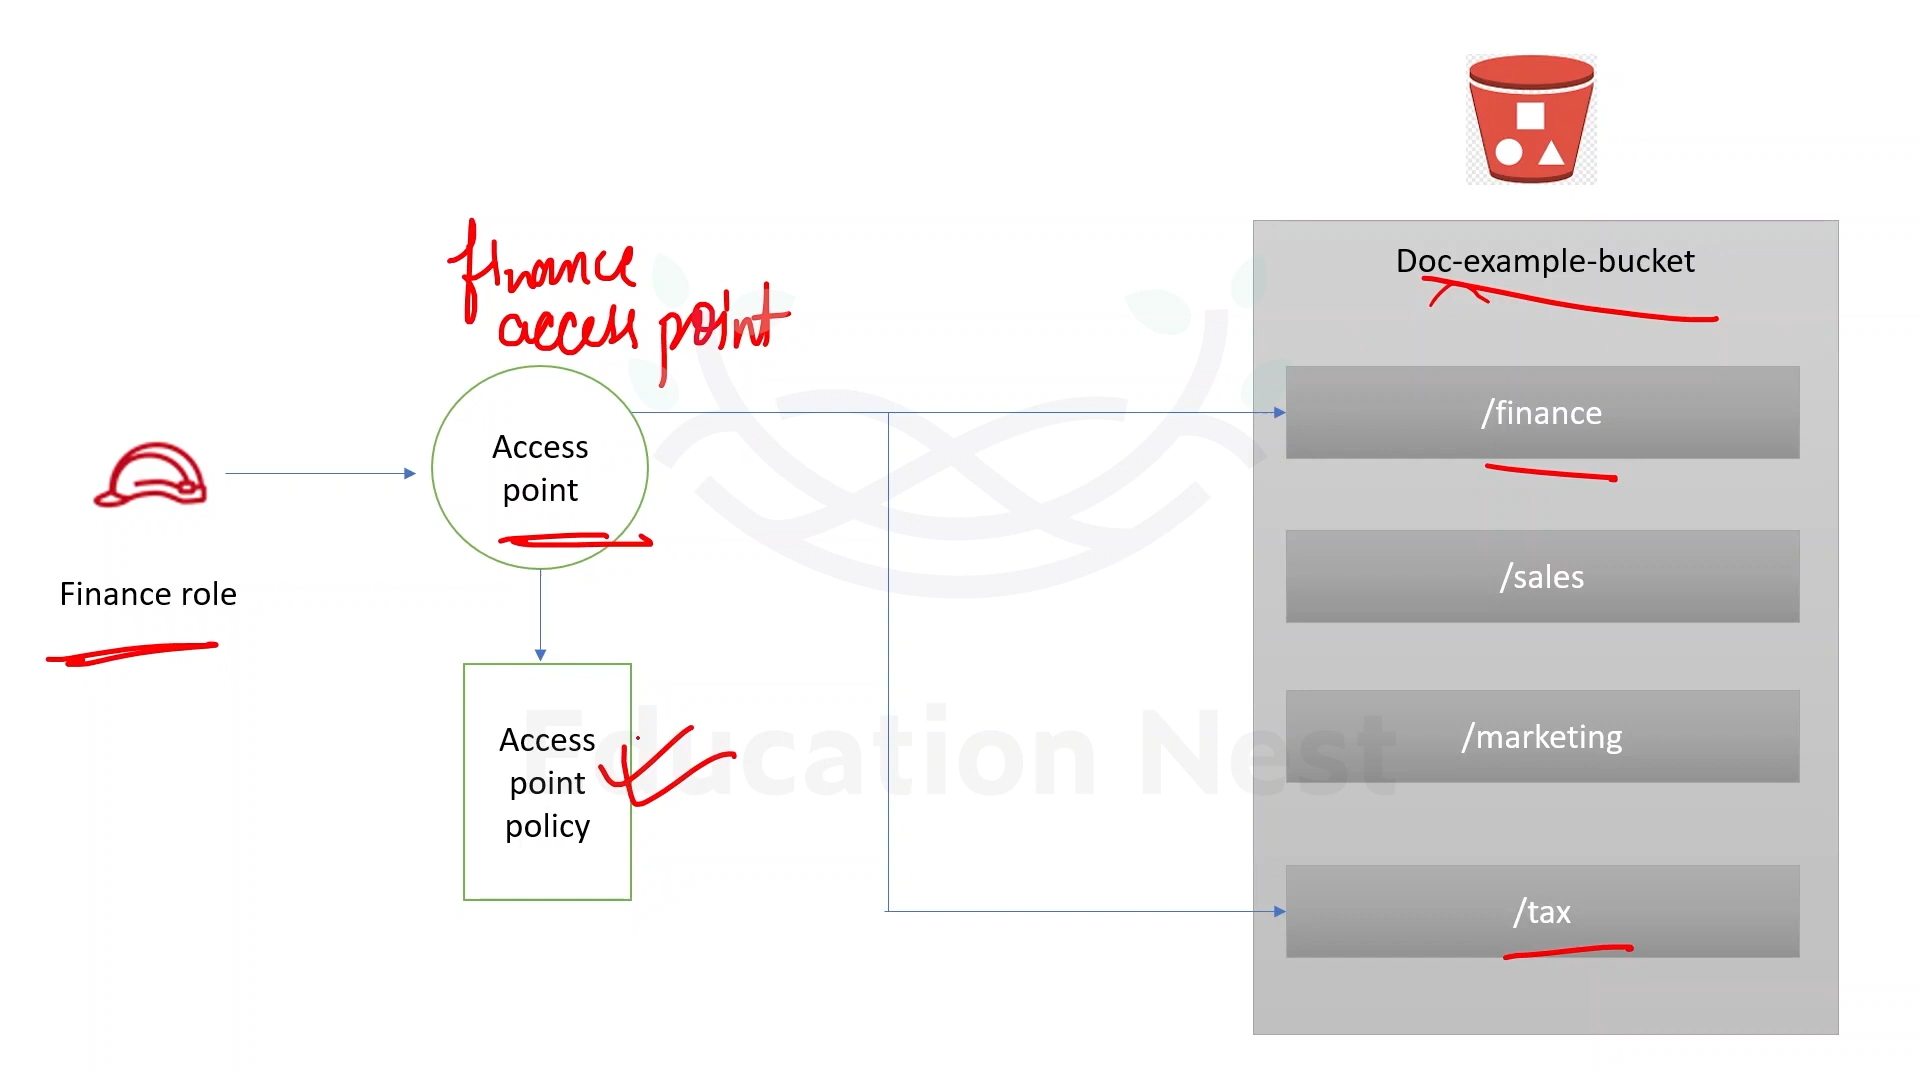 Doc-example-bucket
finance
access point
/finance
Access
point
/sales
Finance role
Access
point
policy
/marketing
/tax
Education Nest